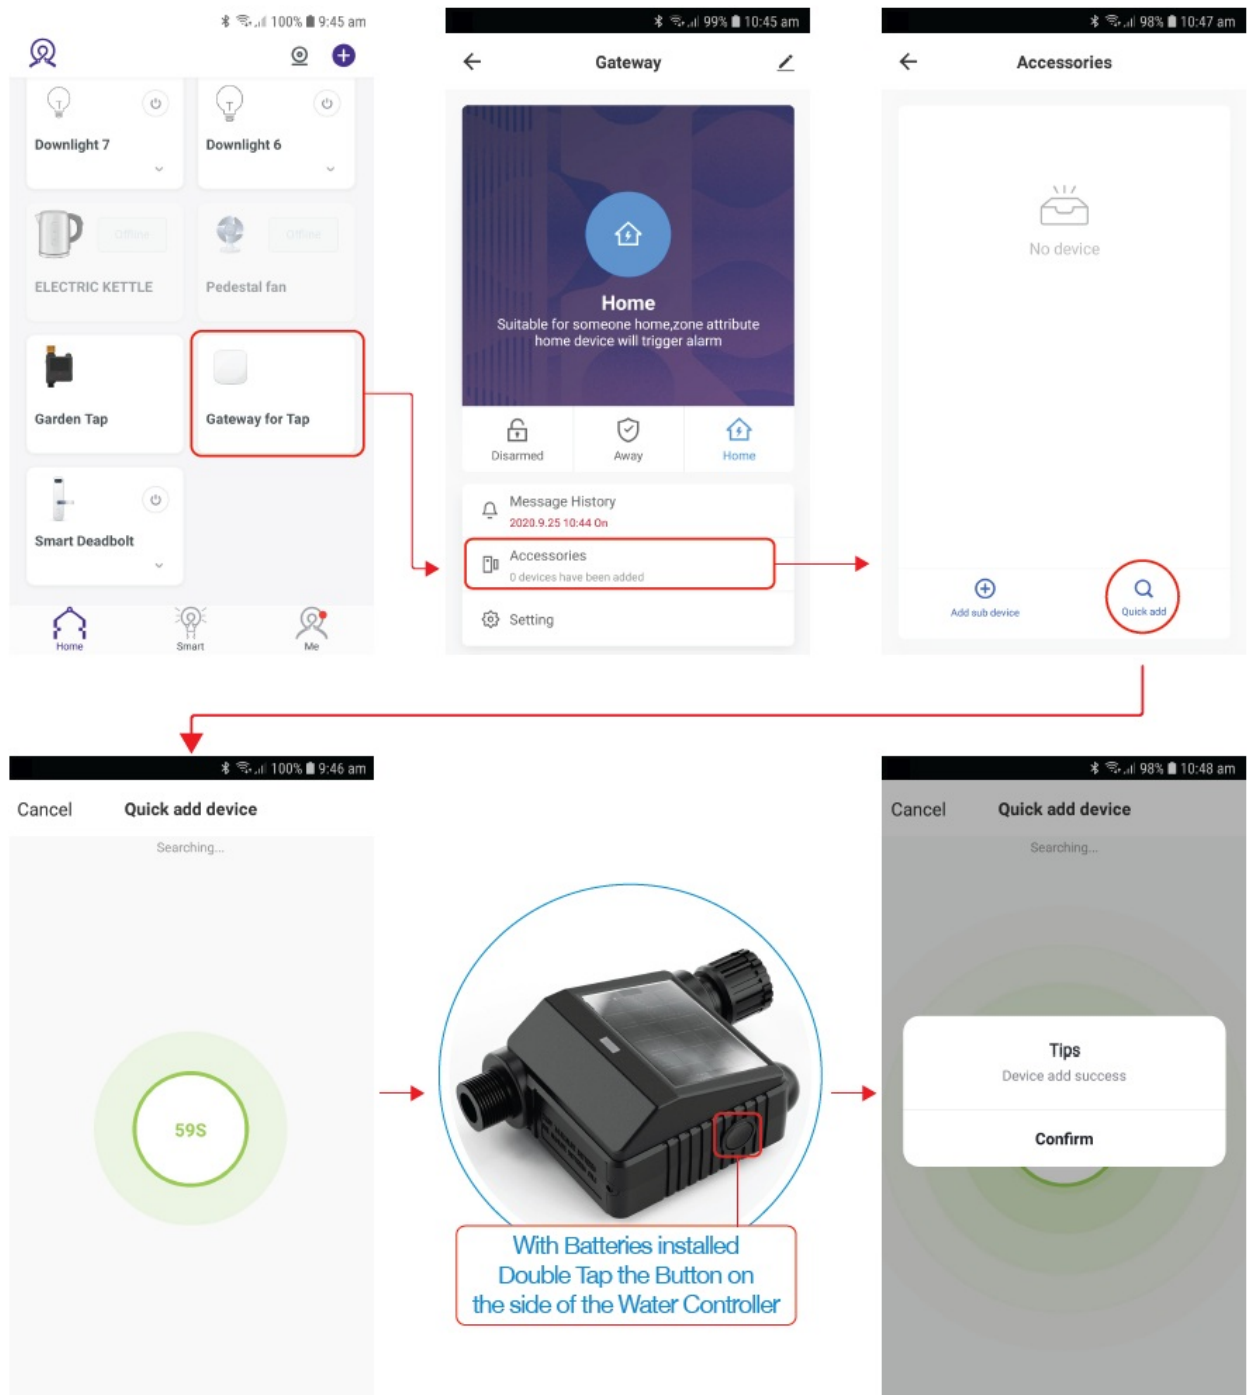 100% 9:45 am
Downlight 7
Downlight 6
Offline
Offline
ELECTRIC KETTLE
Pedestal fan
Garden Tap
Gateway for Tap
Smart Deadbolt
Home
Smart
Me
99% 10:45 am
Gateway
Home
Suitable for someone home,zone attribute
home device will trigger alarm
Disarmed
Away
Home
Message History
2020.9.25 10:44 On
Accessories
0 devices have been added
Setting
98% 10:47 am
Accessories
No device
Add sub device
Quick add
100% 9:46 am
Cancel
Quick add device
Searching...
59S
With Batteries installed
Double Tap the Button on
the side of the Water Controller
98% 10:48 am
Cancel
Quick add device
Searching...
Tips
Device add success
Confirm